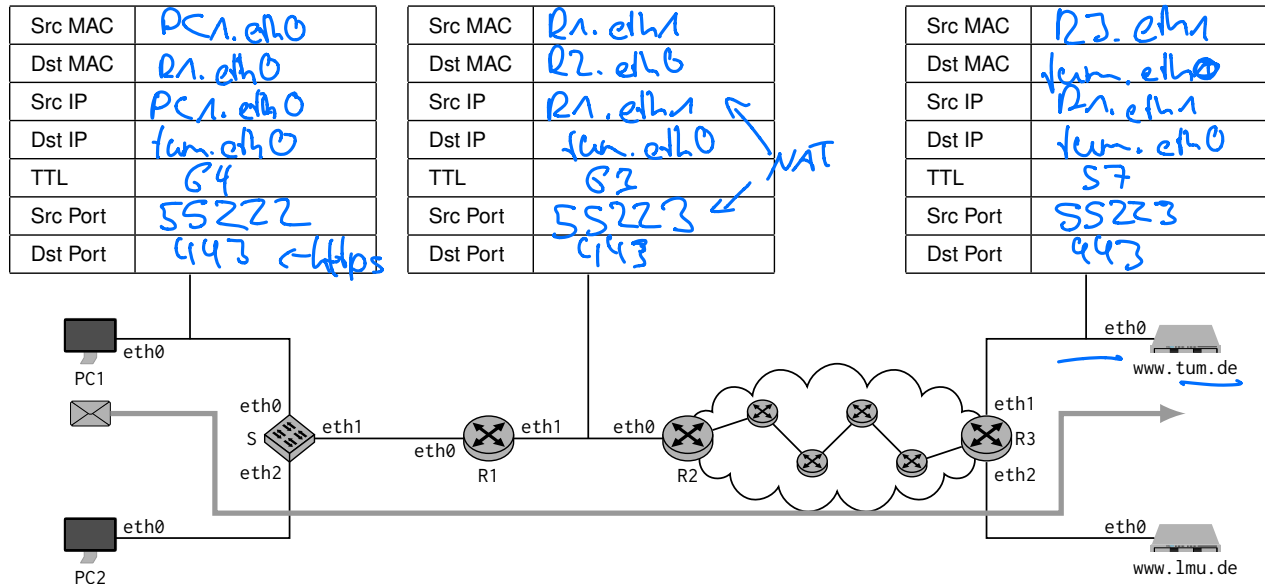 Src MAC PC1.eth0
Dst MAC R1.eth0
Src IP PC1.eth0
Dst IP tum.eth0
TTL 64
Src Port 55222
Dst Port 443 <-https
Src MAC R1.eth1
Dst MAC R2.eth0
Src IP R1.eth1
Dst IP tum.eth0
TTL 63
Src Port 55223
Dst Port 443
NAT
Src MAC R3.eth1
Dst MAC tum.eth0
Src IP R1.eth1
Dst IP tum.eth0
TTL 57
Src Port 55223
Dst Port 443
eth0
PC1
eth0
S
eth1
eth2
eth0
R1
eth1
eth0
R2
eth1
R3
eth2
eth0
www.tum.de
eth0
PC2
eth0
www.lmu.de